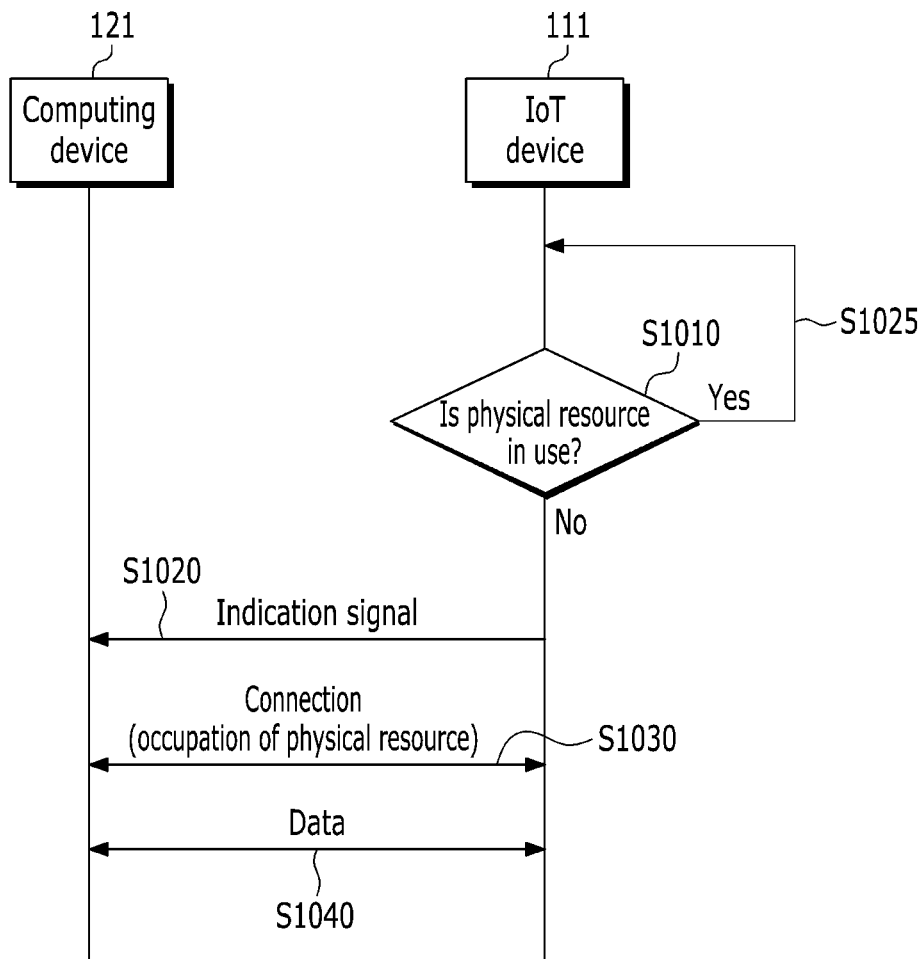 121
111
Computing
device
IoT
device
S1025
S1010
Yes
Is physical resource
in use?
No
S1020
Indication signal
Connection
(occupation of physical resource)
S1030
Data
S1040